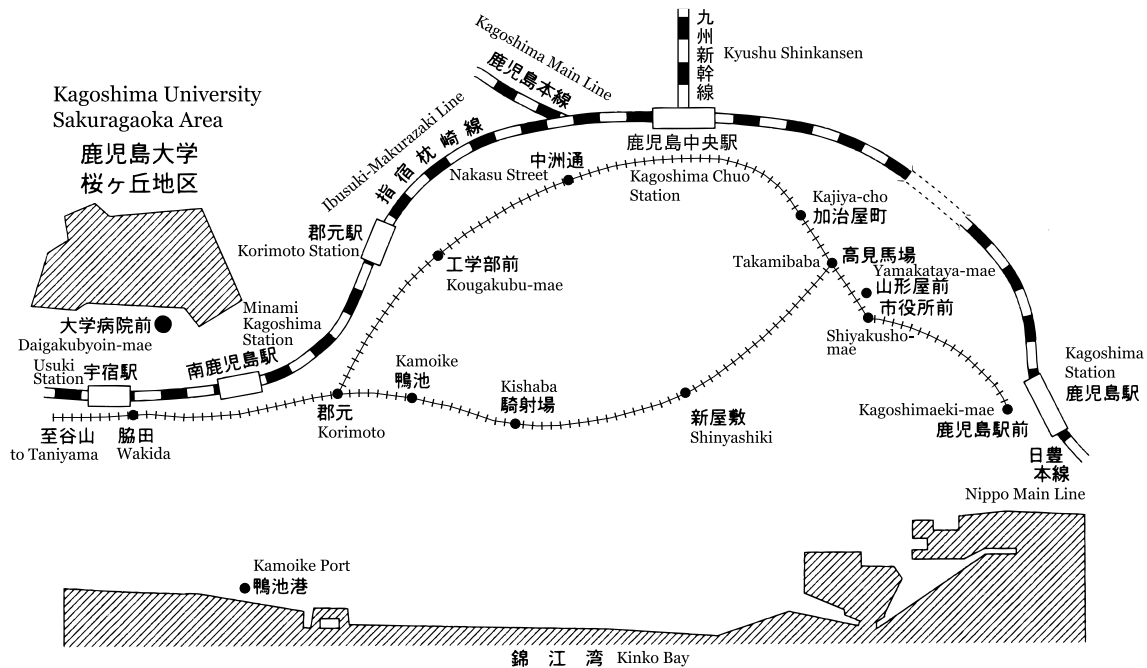 九州新幹線
Kyushu Shinkansen
Kagoshima Main Line
鹿児島本線
Kagoshima University
Sakuragaoka Area
鹿児島大学
桜ヶ丘地区
Ibusuki-Makurazaki Line
指宿枕崎線
鹿児島中央駅
Kagoshima Chuo
Station
中洲通
Nakasu Street
Kajiya-cho
加治屋町
郡元駅
Korimoto Station
工学部前
Kougakubu-mae
Takamibaba
高見馬場
Yamakataya-mae
山形屋前
市役所前
Shiyakusho-
mae
大学病院前
Daigakubyoin-mae
Minami
Kagoshima
Station
南鹿児島駅
Usuki
Station
宇宿駅
Kamoike
鴨池
Kishaba
騎射場
Kagoshima
Station
鹿児島駅
Kagoshimaeki-mae
鹿児島駅前
至谷山
to Taniyama
脇田
Wakida
郡元
Korimoto
新屋敷
Shinyashiki
日豊
本線
Nippo Main Line
Kamoike Port
鴨池港
錦江湾 Kinko Bay